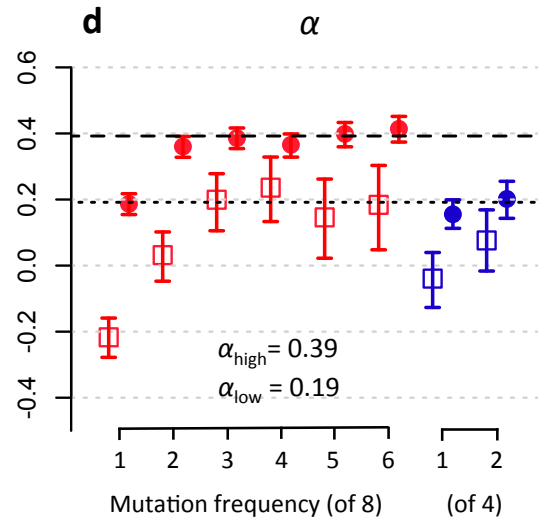 d α
0.6
0.4
0.2
0.0
-0.2
-0.4
α_high = 0.39
α_low = 0.19
1 2 3 4 5 6 1 2
Mutation frequency (of 8) (of 4)